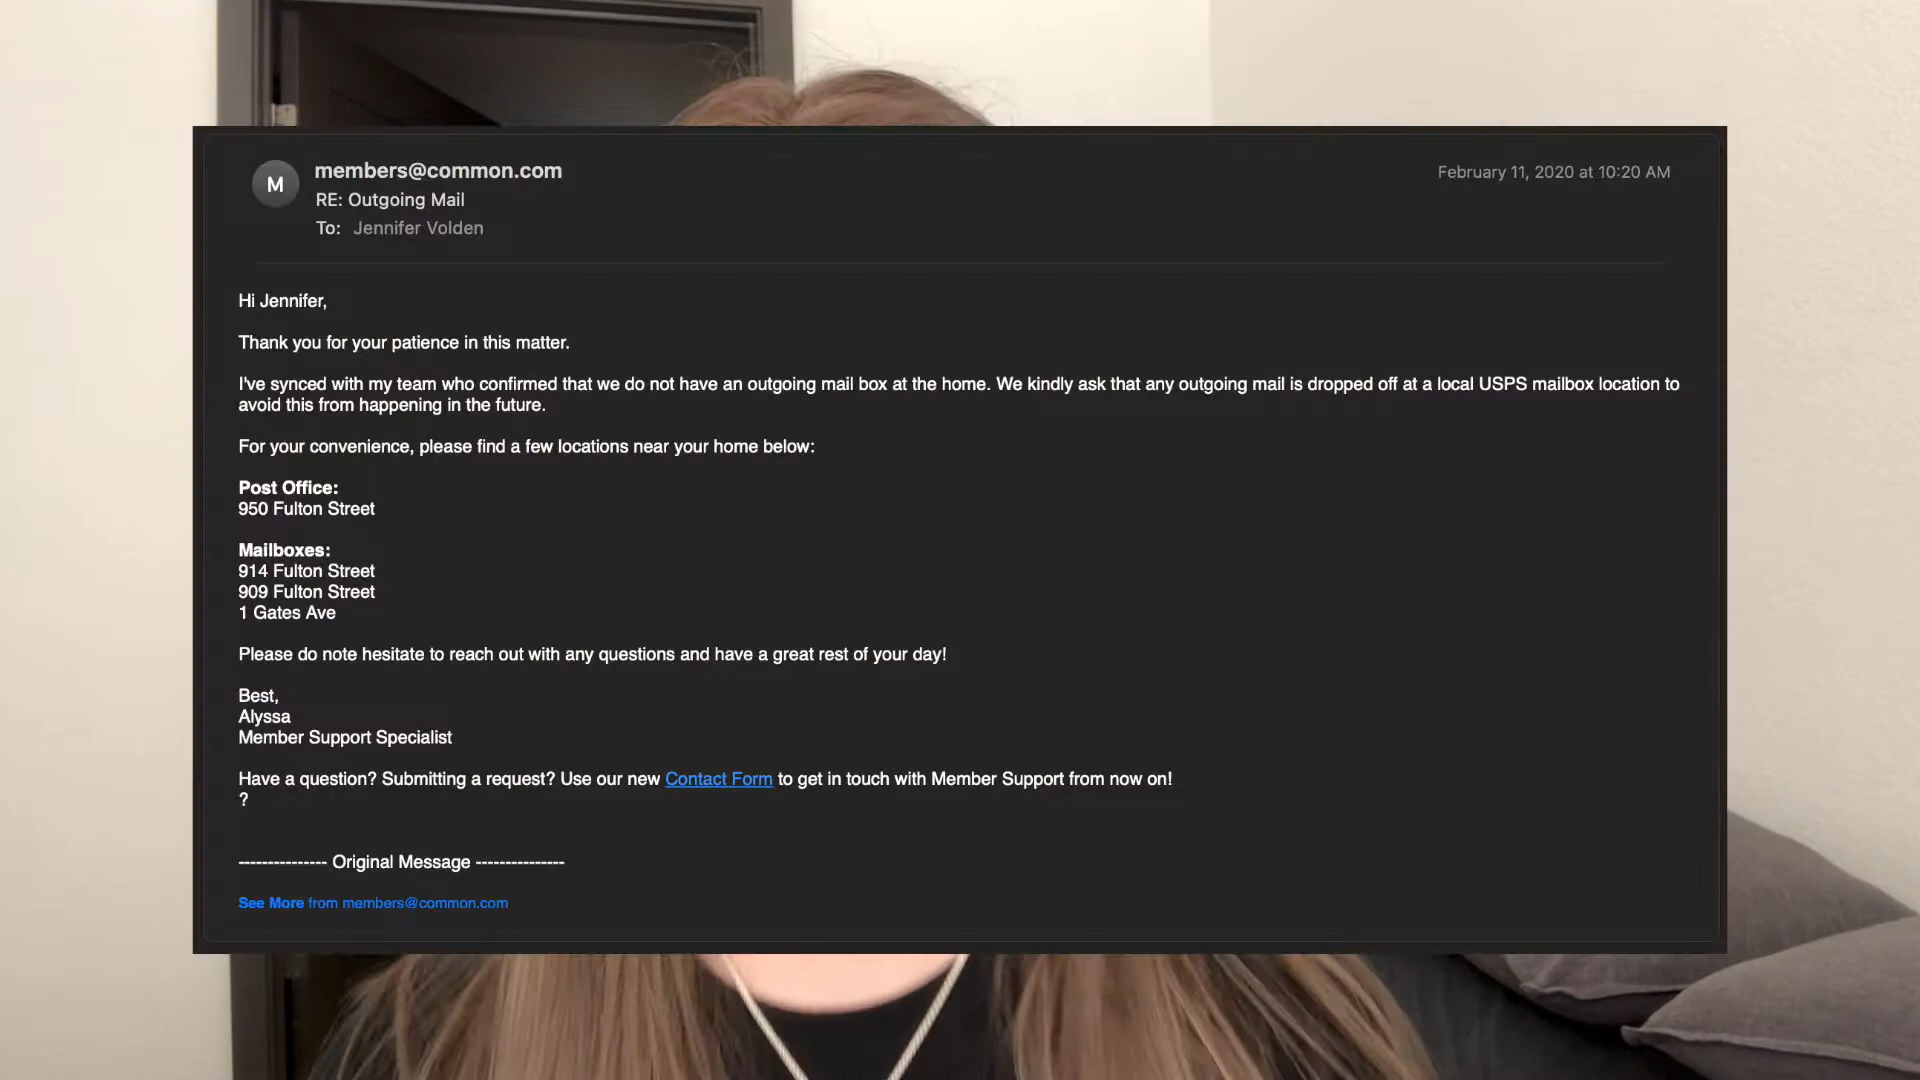 M
members@common.com
February 11, 2020 at 10:20 AM
RE: Outgoing Mail
To: Jennifer Volden
Hi Jennifer,
Thank you for your patience in this matter.
I've synced with my team who confirmed that we do not have an outgoing mail box at the home. We kindly ask that any outgoing mail is dropped off at a local USPS mailbox location to
avoid this from happening in the future.
For your convenience, please find a few locations near your home below:
Post Office:
950 Fulton Street
Mailboxes:
914 Fulton Street
909 Fulton Street
1 Gates Ave
Please do note hesitate to reach out with any questions and have a great rest of your day!
Best,
Alyssa
Member Support Specialist
Have a question? Submitting a request? Use our new Contact Form to get in touch with Member Support from now on!
?
--------------- Original Message ---------------
See More from members@common.com